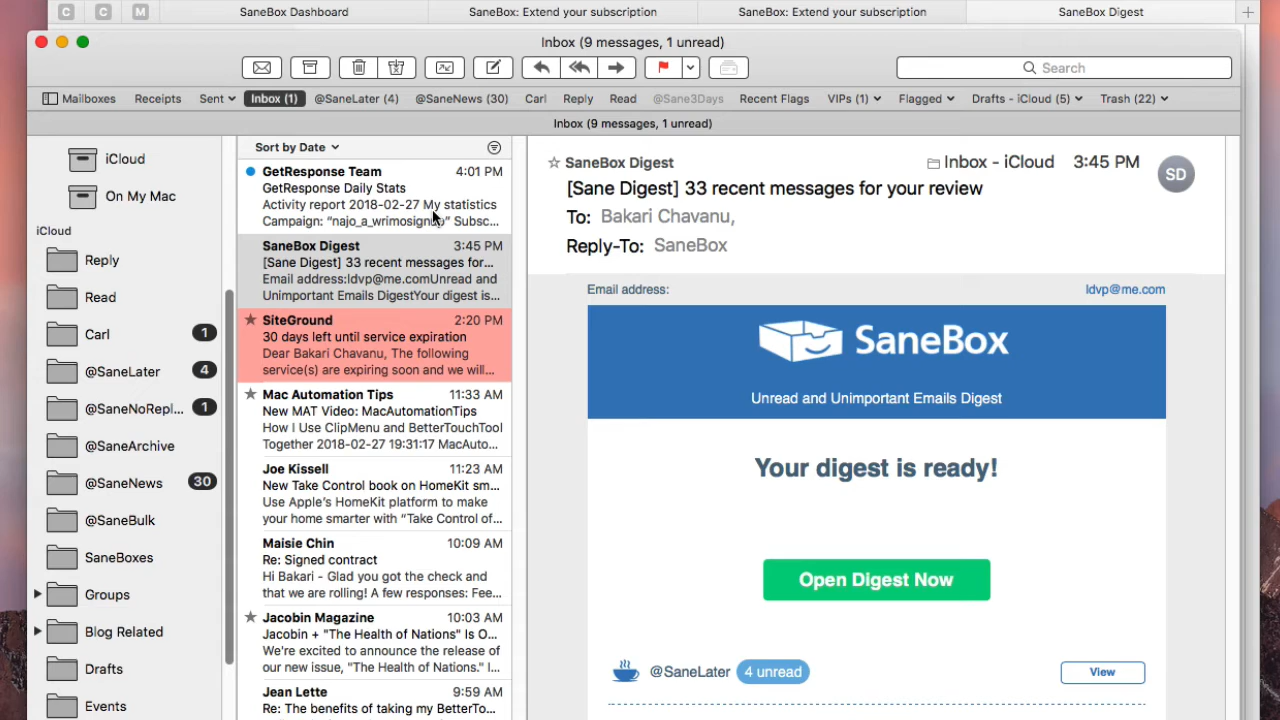 C
C
M
SaneBox Dashboard
SaneBox: Extend your subscription
SaneBox: Extend your subscription
SaneBox Digest
Inbox (9 messages, 1 unread)
Search
Mailboxes
Receipts
Sent
Inbox (1)
@SaneLater (4)
@SaneNews (30)
Carl
Reply
Read
@Sane3Days
Recent Flags
VIPs (1)
Flagged
Drafts - iCloud (5)
Trash (22)
Inbox (9 messages, 1 unread)
iCloud
On My Mac
iCloud
Reply
Read
Carl
1
@SaneLater
4
@SaneNoRepl...
1
@SaneArchive
@SaneNews
30
@SaneBulk
SaneBoxes
Groups
Blog Related
Drafts
Events
Sort by Date
GetResponse Team 4:01 PM
GetResponse Daily Stats
Activity report 2018-02-27 My statistics
Campaign: “najo_a_wrimosign Subsc...
SaneBox Digest 3:45 PM
[Sane Digest] 33 recent messages for...
Email address:ldvp@me.comUnread and
Unimportant Emails DigestYour digest is...
SiteGround 2:20 PM
30 days left until service expiration
Dear Bakari Chavanu, The following
service(s) are expiring soon and we will...
Mac Automation Tips 11:33 AM
New MAT Video: MacAutomationTips
How I Use ClipMenu and BetterTouchTool
Together 2018-02-27 19:31:17 MacAuto...
Joe Kissell 11:23 AM
New Take Control book on HomeKit sm...
Use Apple’s HomeKit platform to make
your home smarter with “Take Control of...
Maisie Chin 10:09 AM
Re: Signed contract
Hi Bakari - Glad you got the check and
that we are rolling! A few responses: Fee...
Jacobin Magazine 10:03 AM
Jacobin + "The Health of Nations" Is O...
We're excited to announce the release of
our new issue, "The Health of Nations." I...
Jean Lette 9:59 AM
Re: The benefits of taking my BetterTo...
SaneBox Digest
Inbox - iCloud 3:45 PM
SD
[Sane Digest] 33 recent messages for your review
To: Bakari Chavanu,
Reply-To: SaneBox
Email address: ldvp@me.com
SaneBox
Unread and Unimportant Emails Digest
Your digest is ready!
Open Digest Now
@SaneLater 4 unread View